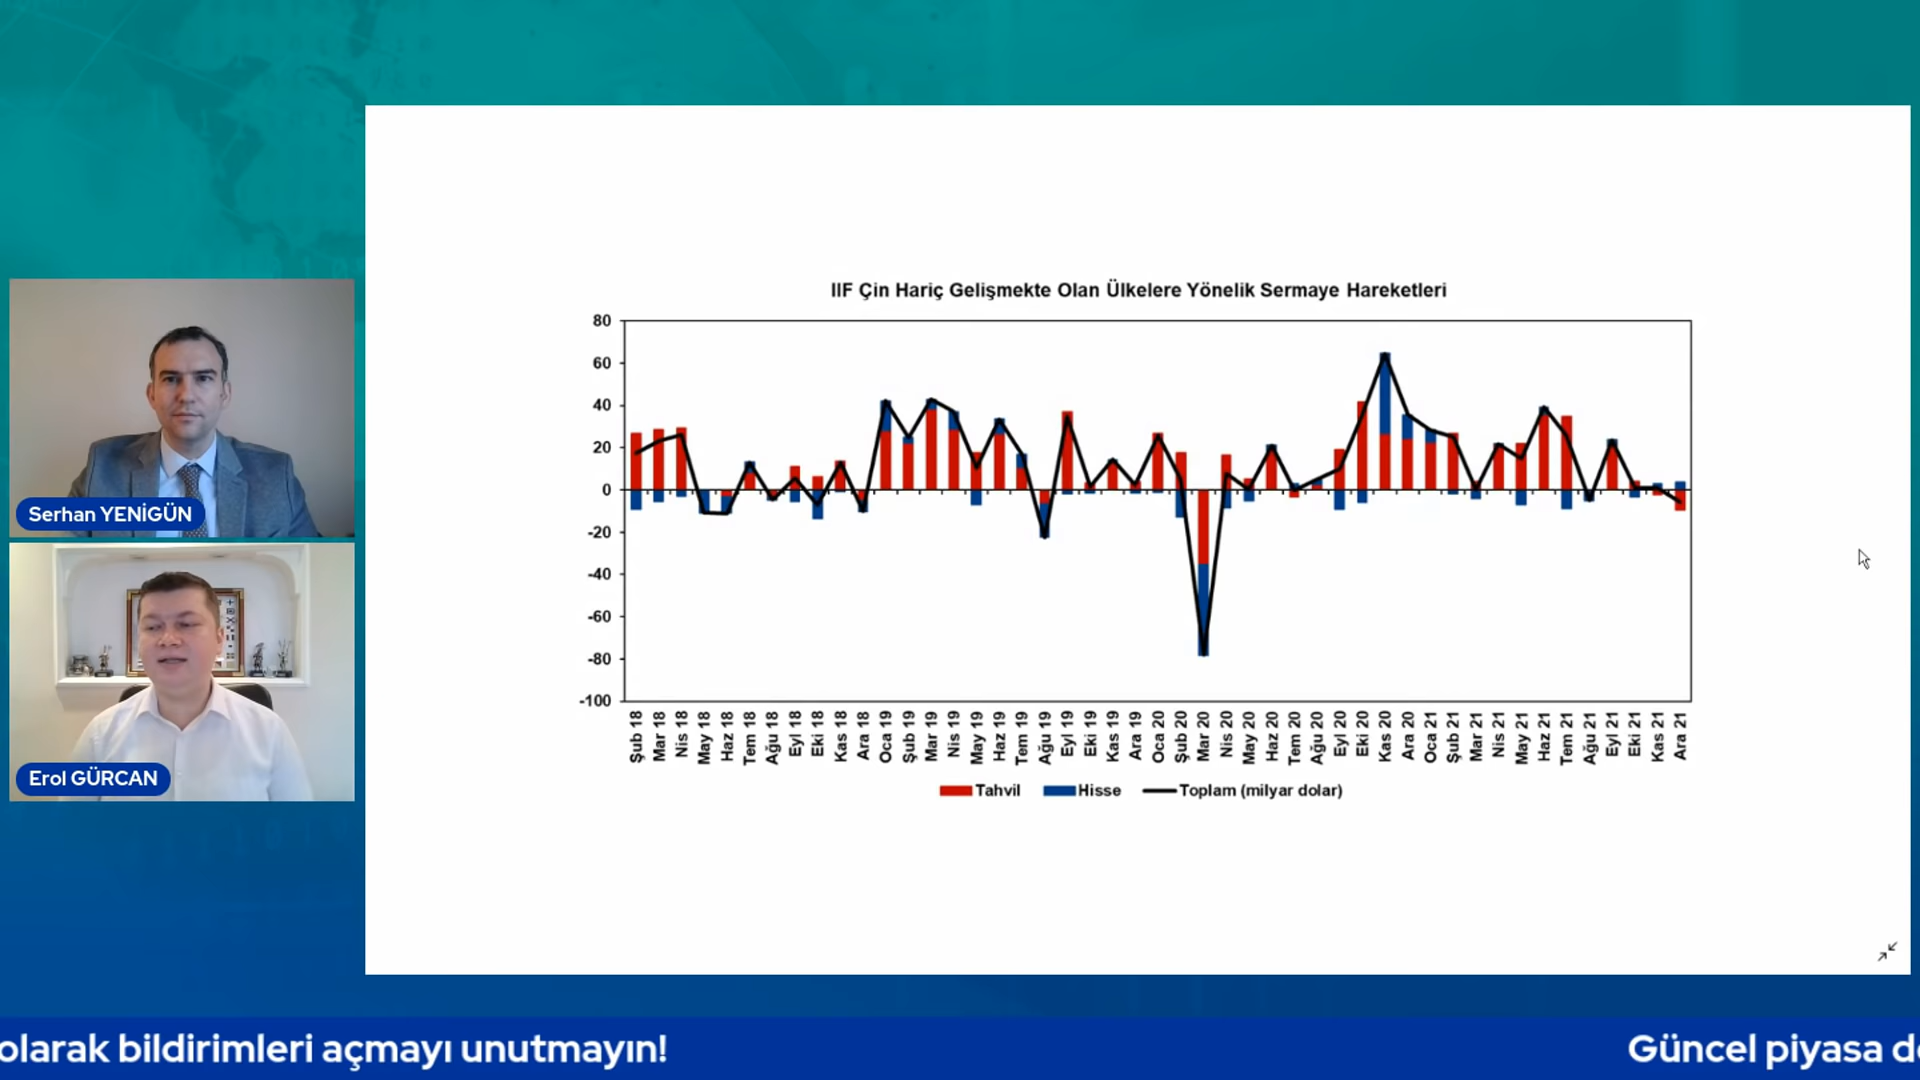 Serhan YENİGÜN
Erol GÜRCAN
IIF Çin Hariç Gelişmekte Olan Ülkelere Yönelik Sermaye Hareketleri
80
60
40
20
0
-20
-40
-60
-80
-100
Şub 18
Mar 18
Nis 18
May 18
Haz 18
Tem 18
Ağu 18
Eyl 18
Eki 18
Kas 18
Ara 18
Oca 19
Şub 19
Mar 19
Nis 19
May 19
Haz 19
Tem 19
Ağu 19
Eyl 19
Eki 19
Kas 19
Ara 19
Oca 20
Şub 20
Mar 20
Nis 20
May 20
Haz 20
Tem 20
Ağu 20
Eyl 20
Eki 20
Kas 20
Ara 20
Oca 21
Şub 21
Mar 21
Nis 21
May 21
Haz 21
Tem 21
Ağu 21
Eyl 21
Eki 21
Kas 21
Ara 21
Tahvil Hisse Toplam (milyar dolar)
olarak bildirimleri açmayı unutmayın! Güncel piyasa de